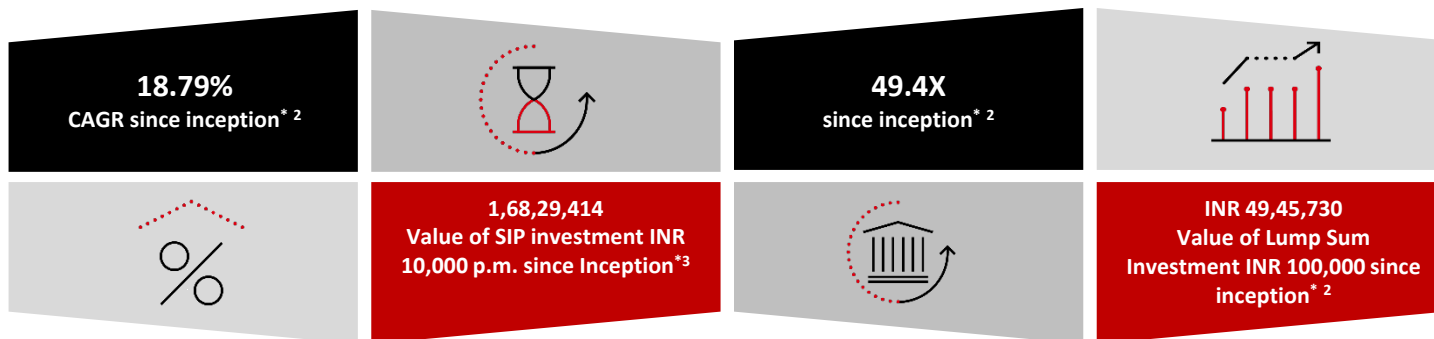 18.79%
CAGR since inception* 2
49.4X
since inception* 2
1,68,29,414
Value of SIP investment INR
10,000 p.m. since Inception*3
INR 49,45,730
Value of Lump Sum
Investment INR 100,000 since
inception* 2